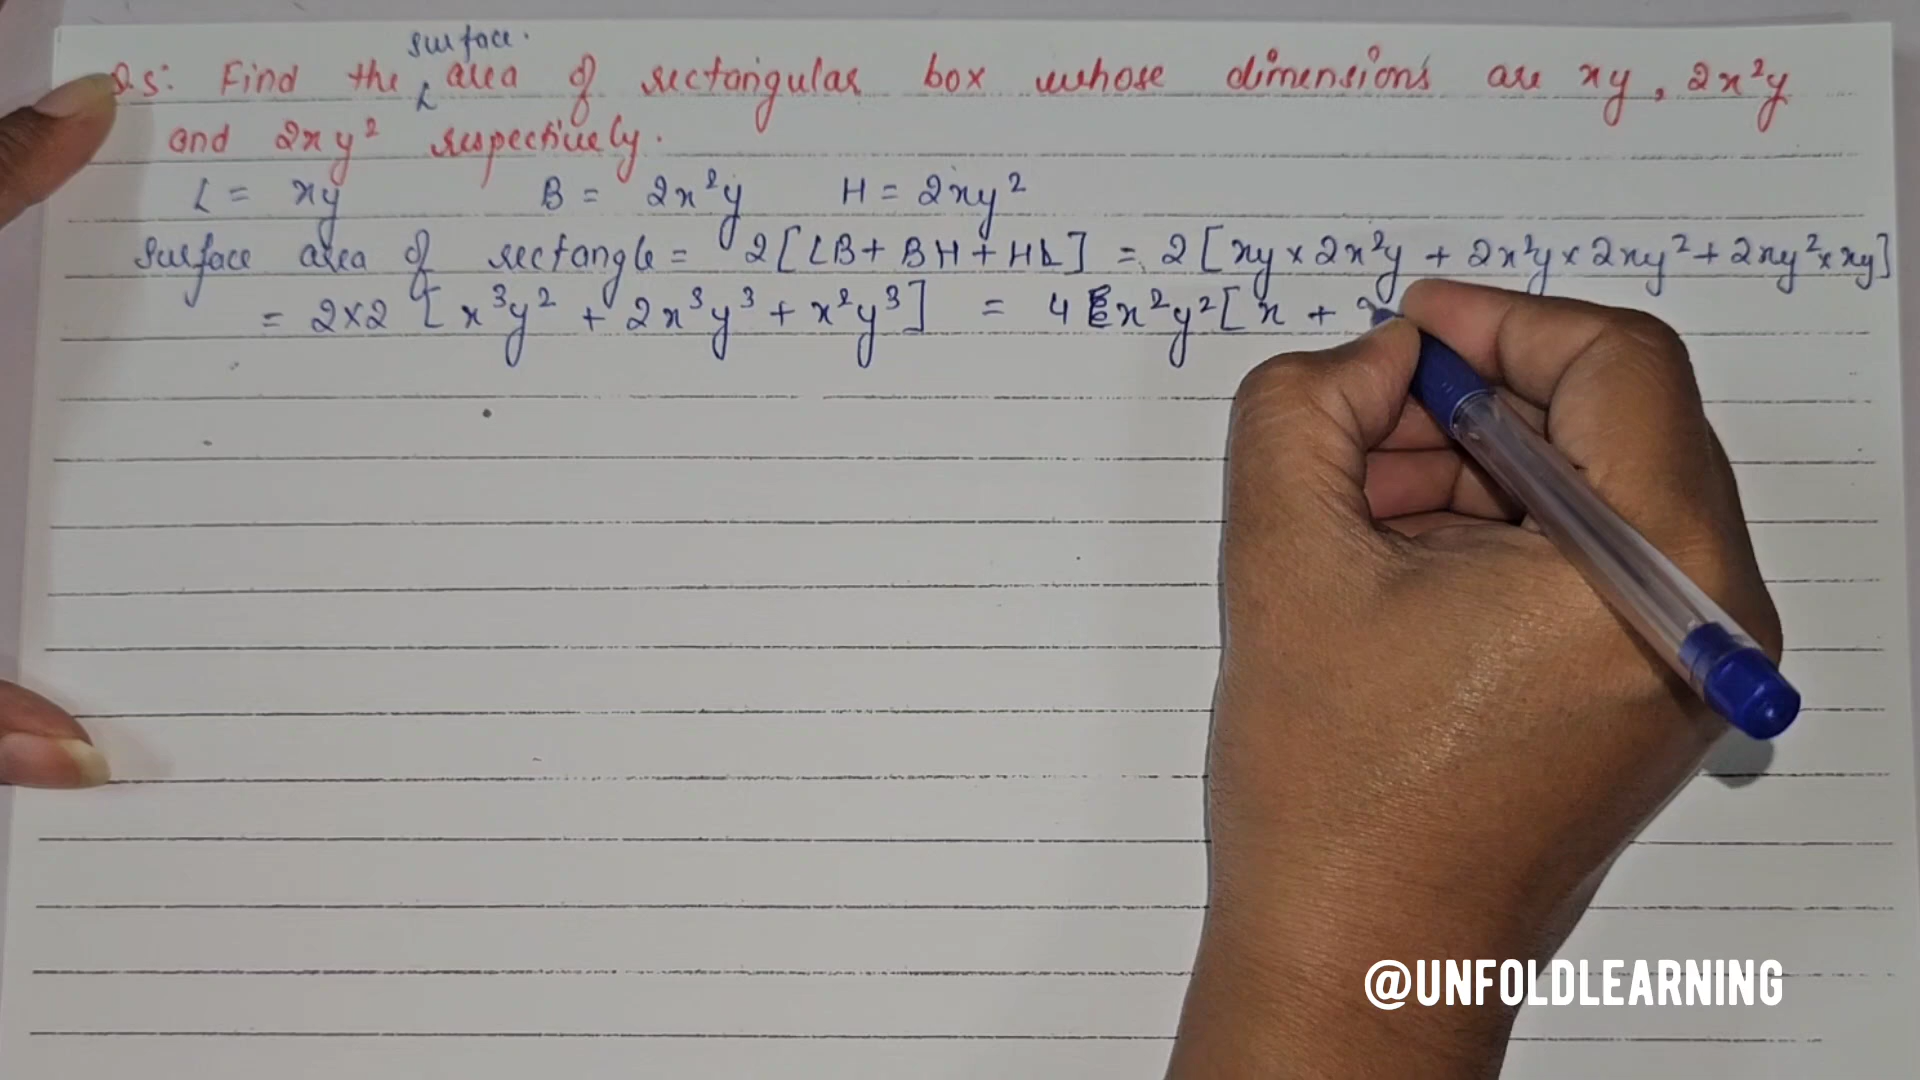 surface.
Q.5: Find the area of rectangular box whose dimensions are xy, 2x²y
and 2xy² respectively.
L = xy B = 2x²y H = 2xy²
Surface area of rectangle = 2[LB + BH + HL] = 2[xy × 2x²y + 2x²y × 2xy² + 2xy² × xy]
= 2×2 [x³y² + 2x³y³ + x²y³] = 4 x²y²[x +
@UNFOLDLEARNING